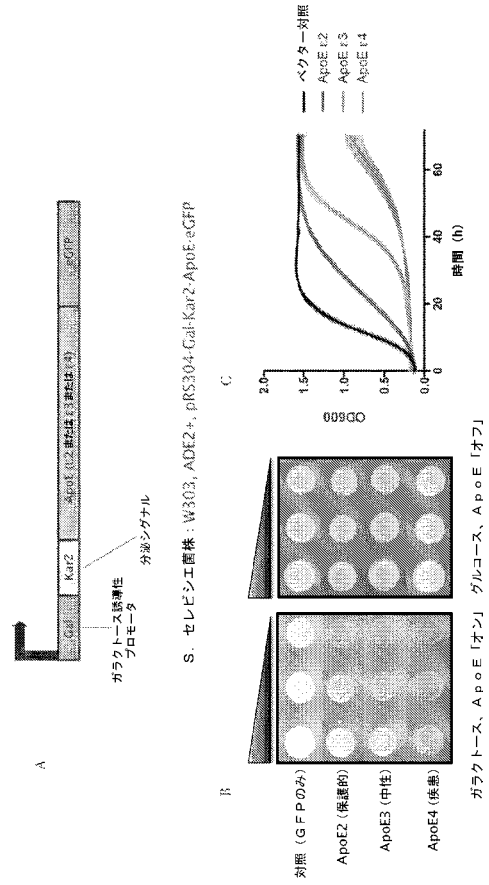 A
Gal
Kar2
ApoE (ε2 または ε3 または ε4)
eGFP
ガラクトース誘導性
プロモータ
分泌シグナル
S. セレビシエ菌株：W303, ADE2+, pRS304-Gal-Kar2-ApoE-eGFP
B
対照（GFPのみ）
ApoE2（保護的）
ApoE3（中性）
ApoE4（疾患）
ガラクトース、ApoE「オン」
グルコース、ApoE「オフ」
C
OD600
2.0
1.5
1.0
0.5
0.0
0
20
40
60
時間 (h)
ベクター対照
ApoE ε2
ApoE ε3
ApoE ε4